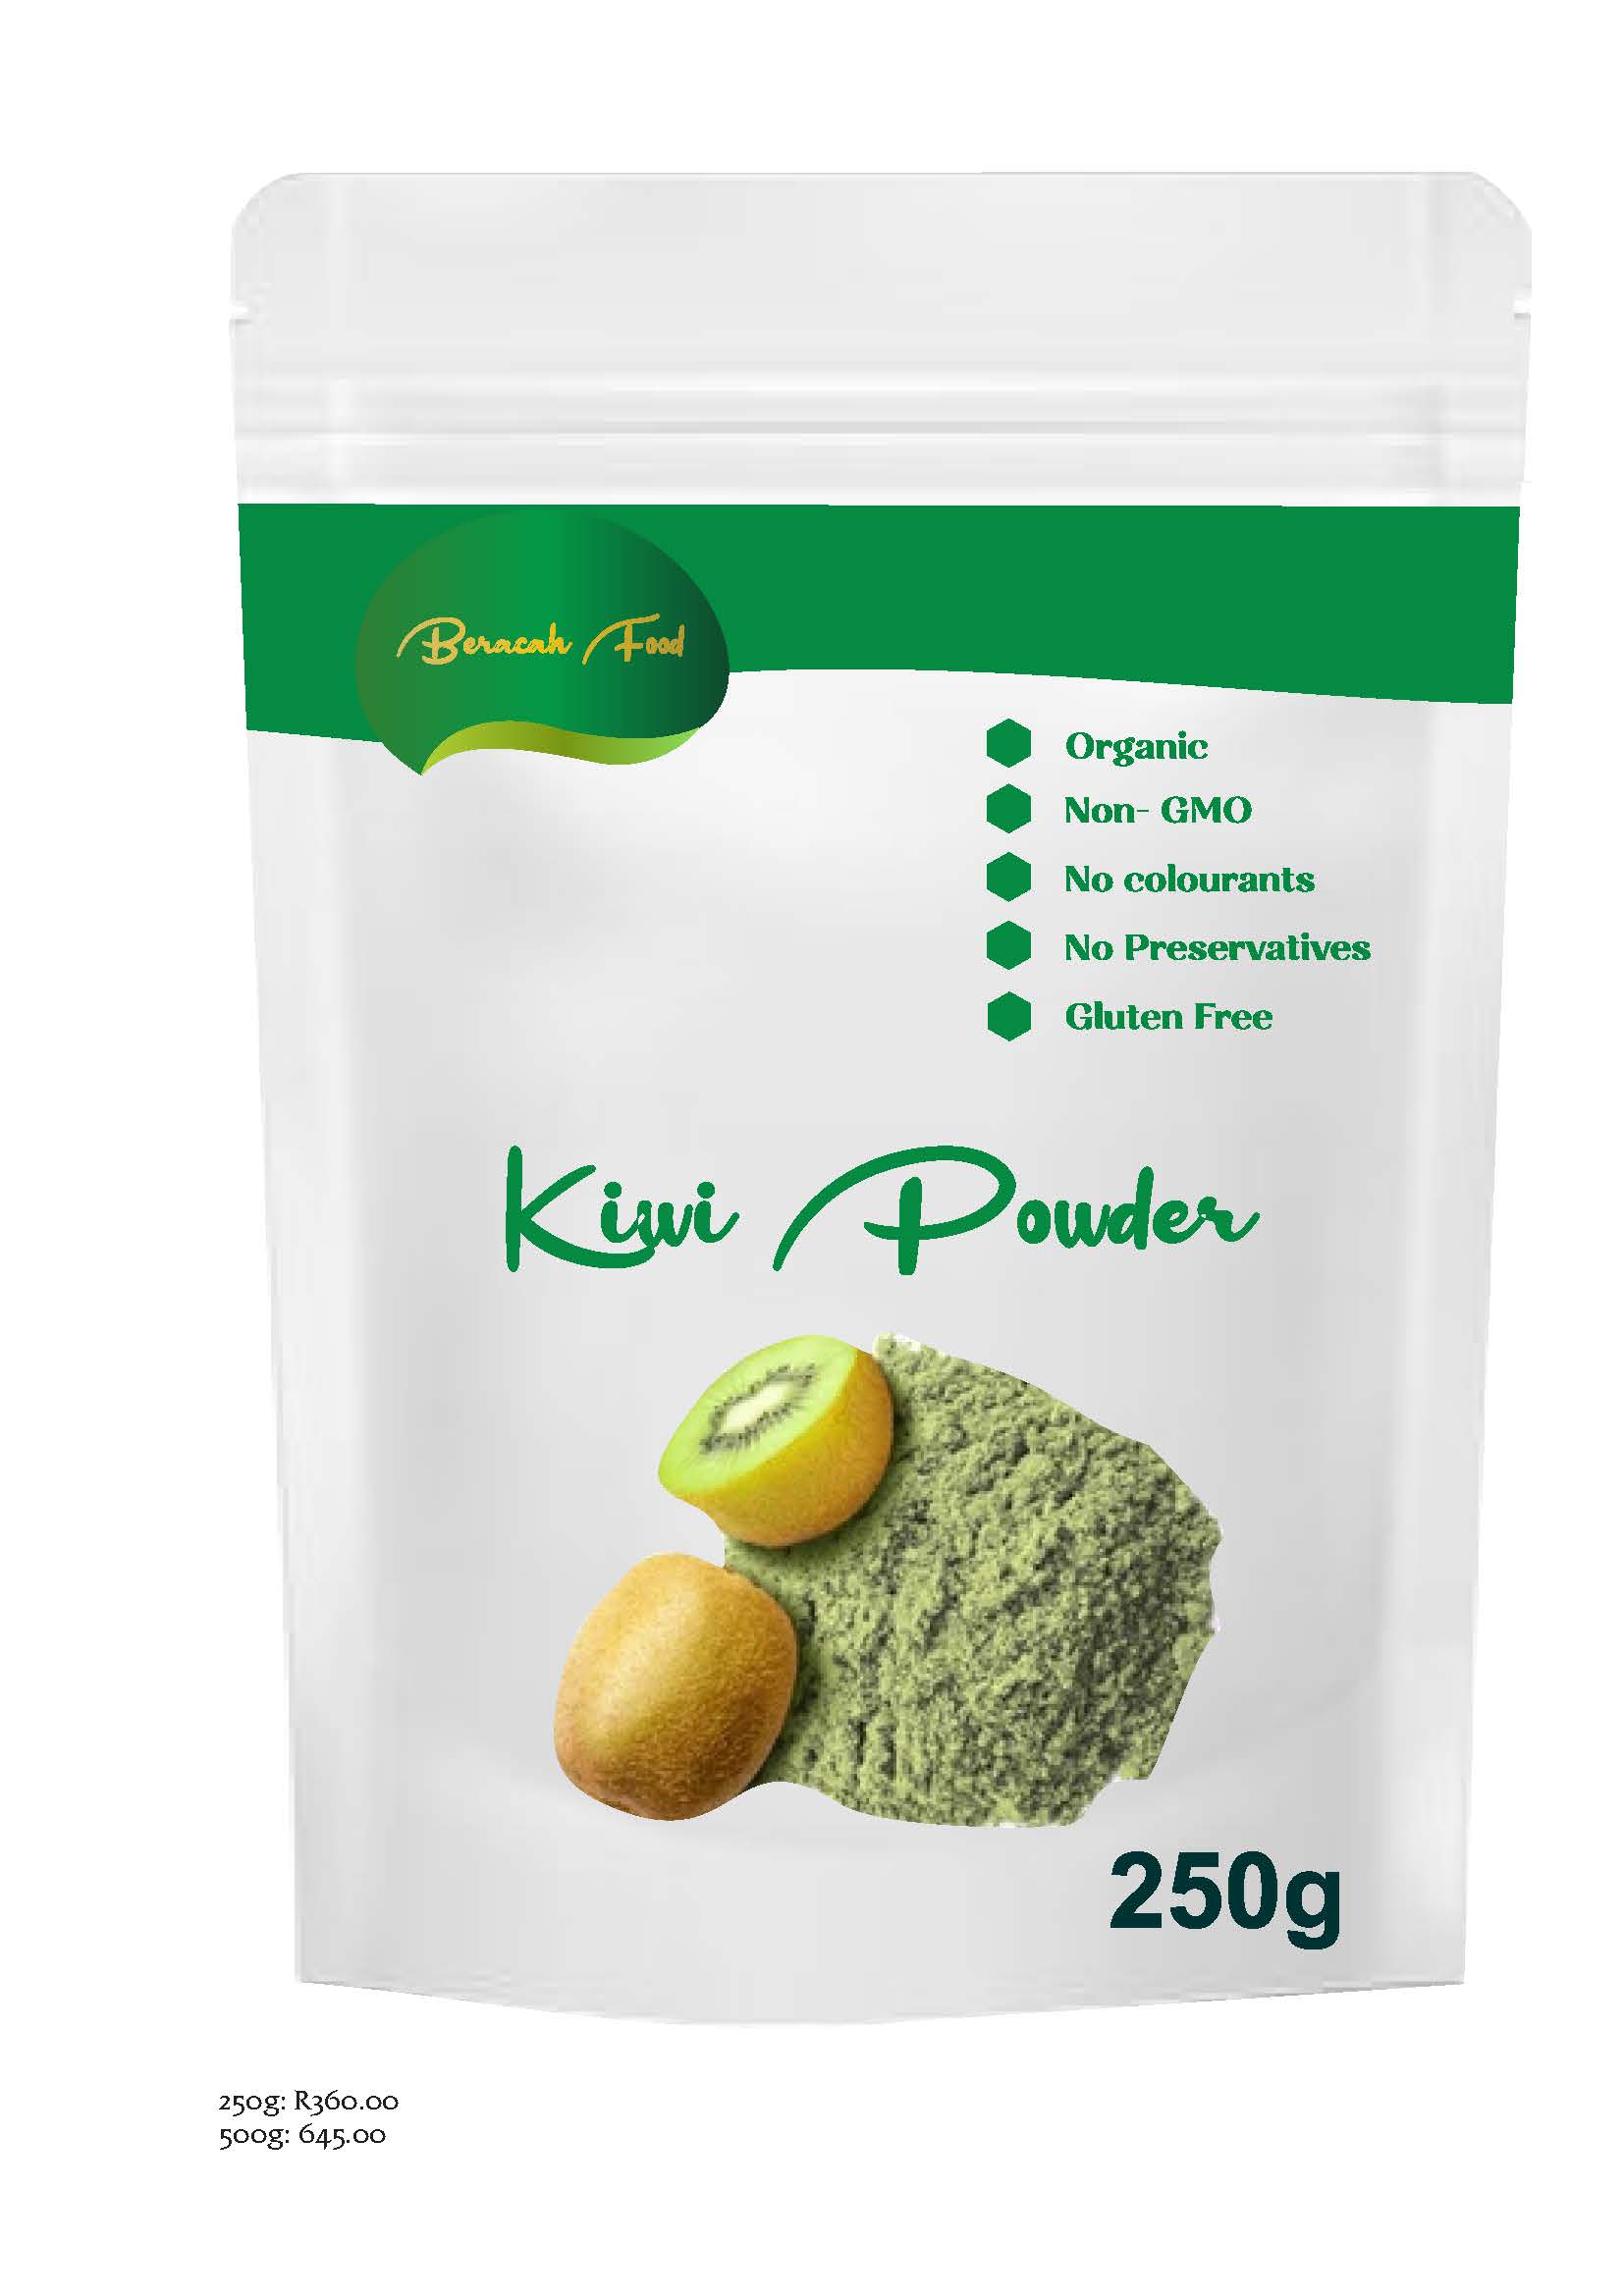 Beracah Food
Organic
Non- GMO
No colourants
No Preservatives
Gluten Free
Kiwi Powder
250g
250g: R360.00
500g: 645.00